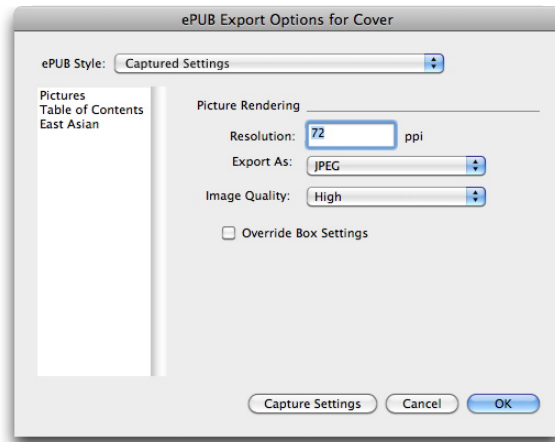 ePUB Export Options for Cover
ePUB Style: Captured Settings
Pictures
Table of Contents
East Asian
Picture Rendering
Resolution: 72 ppi
Export As: JPEG
Image Quality: High
Override Box Settings
Capture Settings Cancel OK